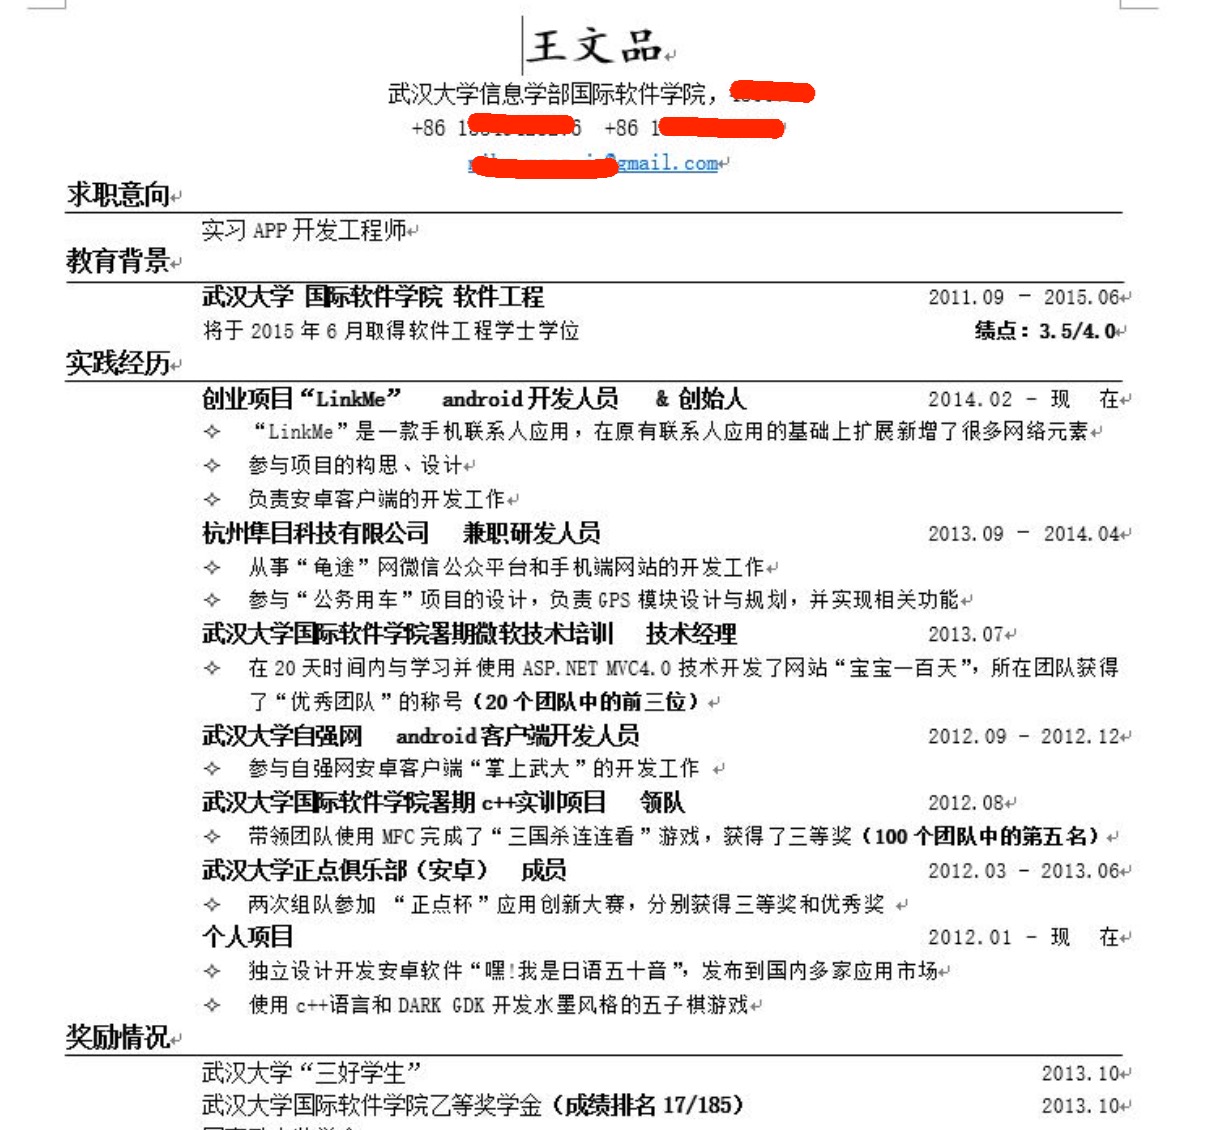 王文品
武汉大学信息学部国际软件学院，
+86 1 6 +86 1
@gmail.com
求职意向
实习 APP 开发工程师
教育背景
武汉大学 国际软件学院 软件工程 2011.09 - 2015.06
将于 2015 年 6 月取得软件工程学士学位 绩点：3.5/4.0
实践经历
创业项目“LinkMe” android 开发人员 & 创始人 2014.02 - 现 在
✧ “LinkMe”是一款手机联系人应用，在原有联系人应用的基础上扩展新增了很多网络元素
✧ 参与项目的构思、设计
✧ 负责安卓客户端的开发工作
杭州隼目科技有限公司 兼职研发人员 2013.09 - 2014.04
✧ 从事“龟途”网微信公众平台和手机端网站的开发工作
✧ 参与“公务用车”项目的设计，负责 GPS 模块设计与规划，并实现相关功能
武汉大学国际软件学院暑期微软技术培训 技术经理 2013.07
✧ 在 20 天时间内与学习并使用 ASP.NET MVC4.0 技术开发了网站“宝宝一百天”，所在团队获得
了“优秀团队”的称号（20 个团队中的前三位）
武汉大学自强网 android 客户端开发人员 2012.09 - 2012.12
✧ 参与自强网安卓客户端“掌上武大”的开发工作
武汉大学国际软件学院暑期 c++实训项目 领队 2012.08
✧ 带领团队使用 MFC 完成了“三国杀连连看”游戏，获得了三等奖（100 个团队中的第五名）
武汉大学正点俱乐部（安卓） 成员 2012.03 - 2013.06
✧ 两次组队参加 “正点杯”应用创新大赛，分别获得三等奖和优秀奖
个人项目 2012.01 - 现 在
✧ 独立设计开发安卓软件“嘿!我是日语五十音”，发布到国内多家应用市场
✧ 使用 c++语言和 DARK GDK 开发水墨风格的五子棋游戏
奖励情况
武汉大学“三好学生” 2013.10
武汉大学国际软件学院乙等奖学金（成绩排名 17/185） 2013.10